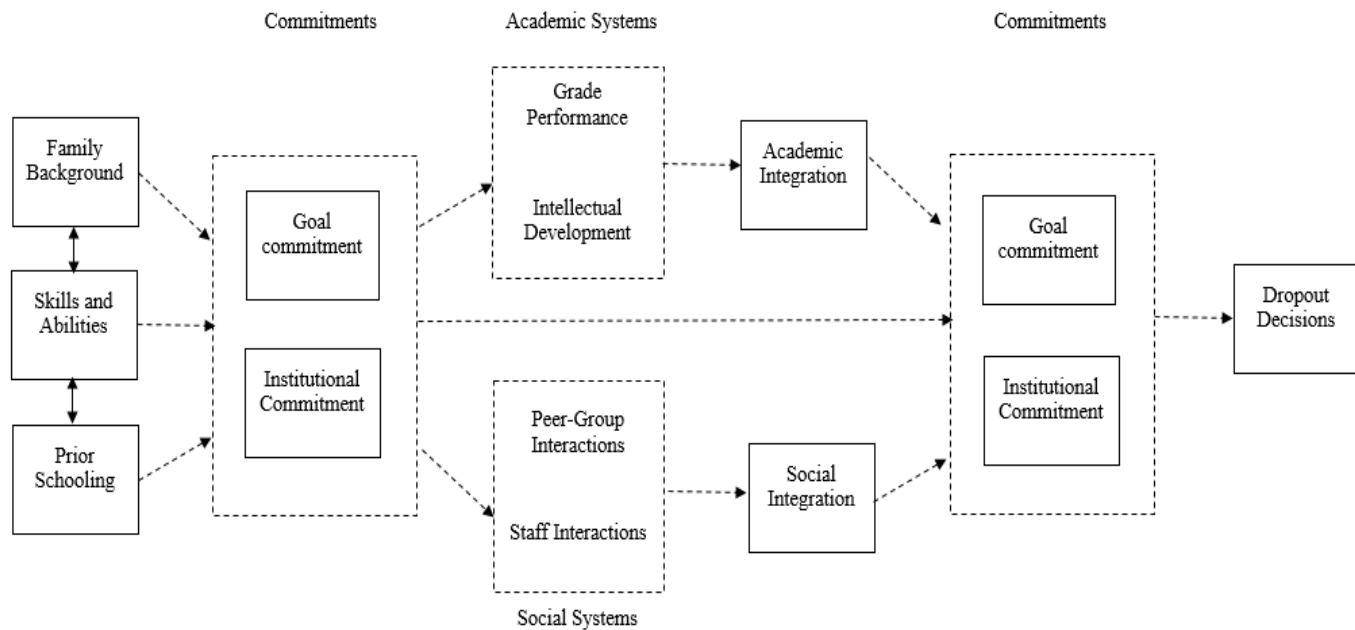 Commitments
Academic Systems
Commitments
Family
Background
Skills and
Abilities
Prior
Schooling
Goal
commitment
Institutional
Commitment
Grade
Performance
Intellectual
Development
Peer-Group
Interactions
Staff Interactions
Social Systems
Academic
Integration
Social
Integration
Goal
commitment
Institutional
Commitment
Dropout
Decisions